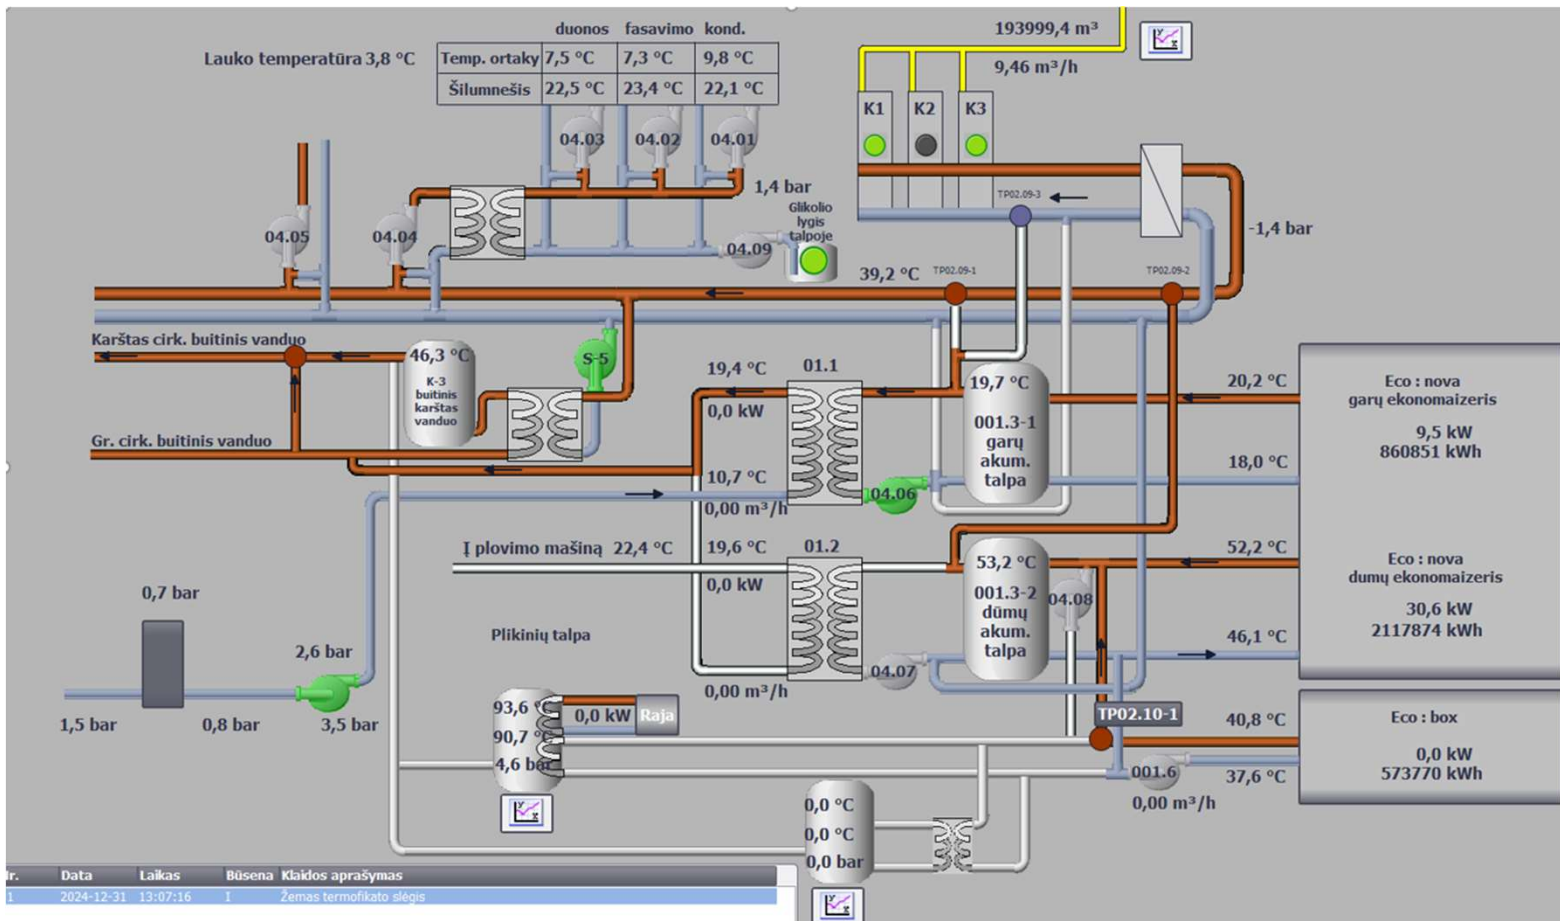 duonos fasavimo kond.
Lauko temperatūra 3,8 °C
Temp. ortaky 7,5 °C 7,3 °C 9,8 °C
Šilumnešis 22,5 °C 23,4 °C 22,1 °C
193999,4 m³
9,46 m³/h
K1 K2 K3
04.03 04.02 04.01
1,4 bar
TP02.09-3
Glikolio
lygis
talpoje
04.05 04.04 04.09
-1,4 bar
39,2 °C TP02.09-1 TP02.09-2
Karštas cirk. buitinis vanduo
46,3 °C
K-3
buitinis
karštas
vanduo
S-5
Gr. cirk. buitinis vanduo
19,4 °C
0,0 kW
01.1
19,7 °C
001.3-1
garų
akum.
talpa
20,2 °C
Eco : nova
garų ekonomaizeris
9,5 kW
860851 kWh
10,7 °C
0,00 m³/h
04.06
18,0 °C
Į plovimo mašiną 22,4 °C
19,6 °C
0,0 kW
01.2
53,2 °C
001.3-2
dūmų
akum.
talpa
04.08
52,2 °C
Eco : nova
dumų ekonomaizeris
30,6 kW
2117874 kWh
46,1 °C
04.07
0,00 m³/h
0,7 bar
2,6 bar
1,5 bar 0,8 bar 3,5 bar
Plikinių talpa
93,6 °C
90,7 °C
4,6 bar
0,0 kW Raja
TP02.10-1
40,8 °C
Eco : box
0,0 kW
573770 kWh
001.6
37,6 °C
0,00 m³/h
0,0 °C
0,0 °C
0,0 bar
Data Laikas Būsena Klaidos aprašymas
1 2024-12-31 13:07:16 I Žemas termofikato slėgis